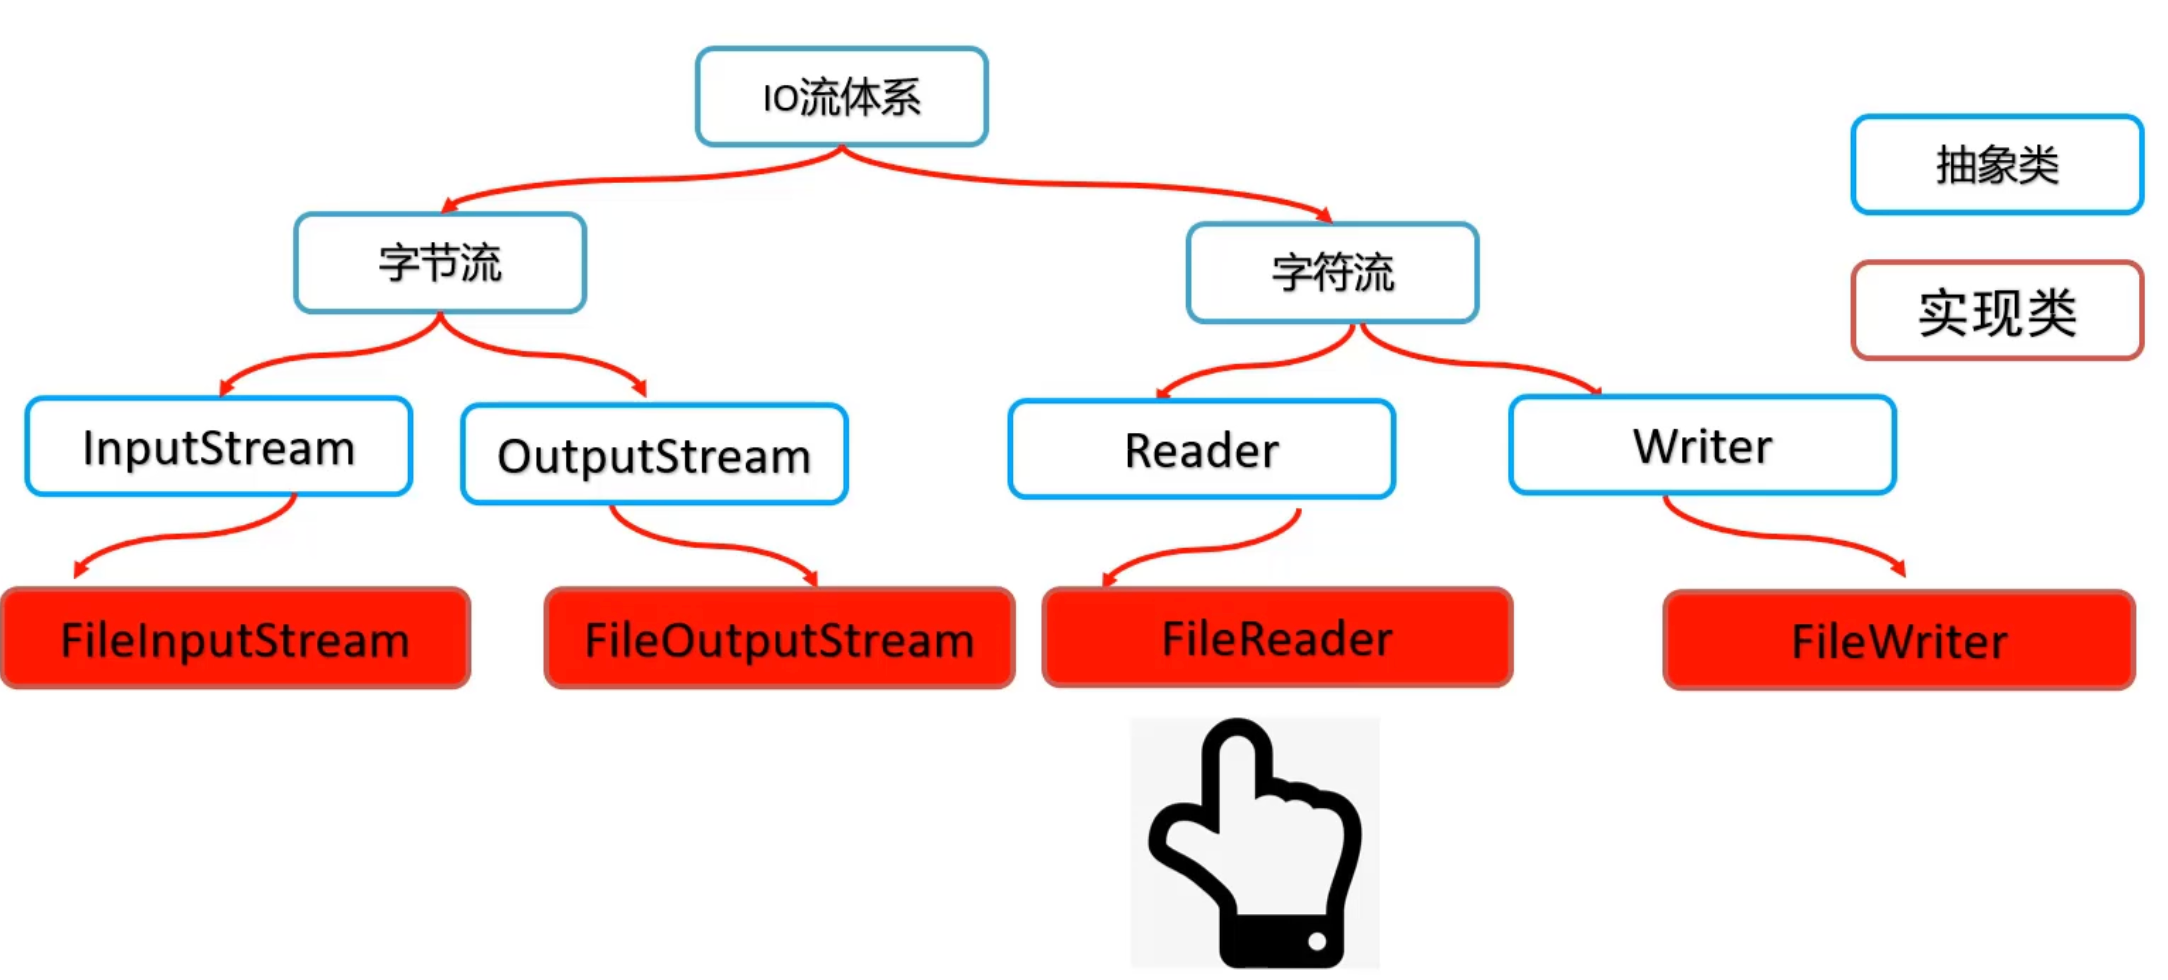 IO流体系
抽象类
字节流
字符流
实现类
InputStream
OutputStream
Reader
Writer
FileInputStream
FileOutputStream
FileReader
FileWriter